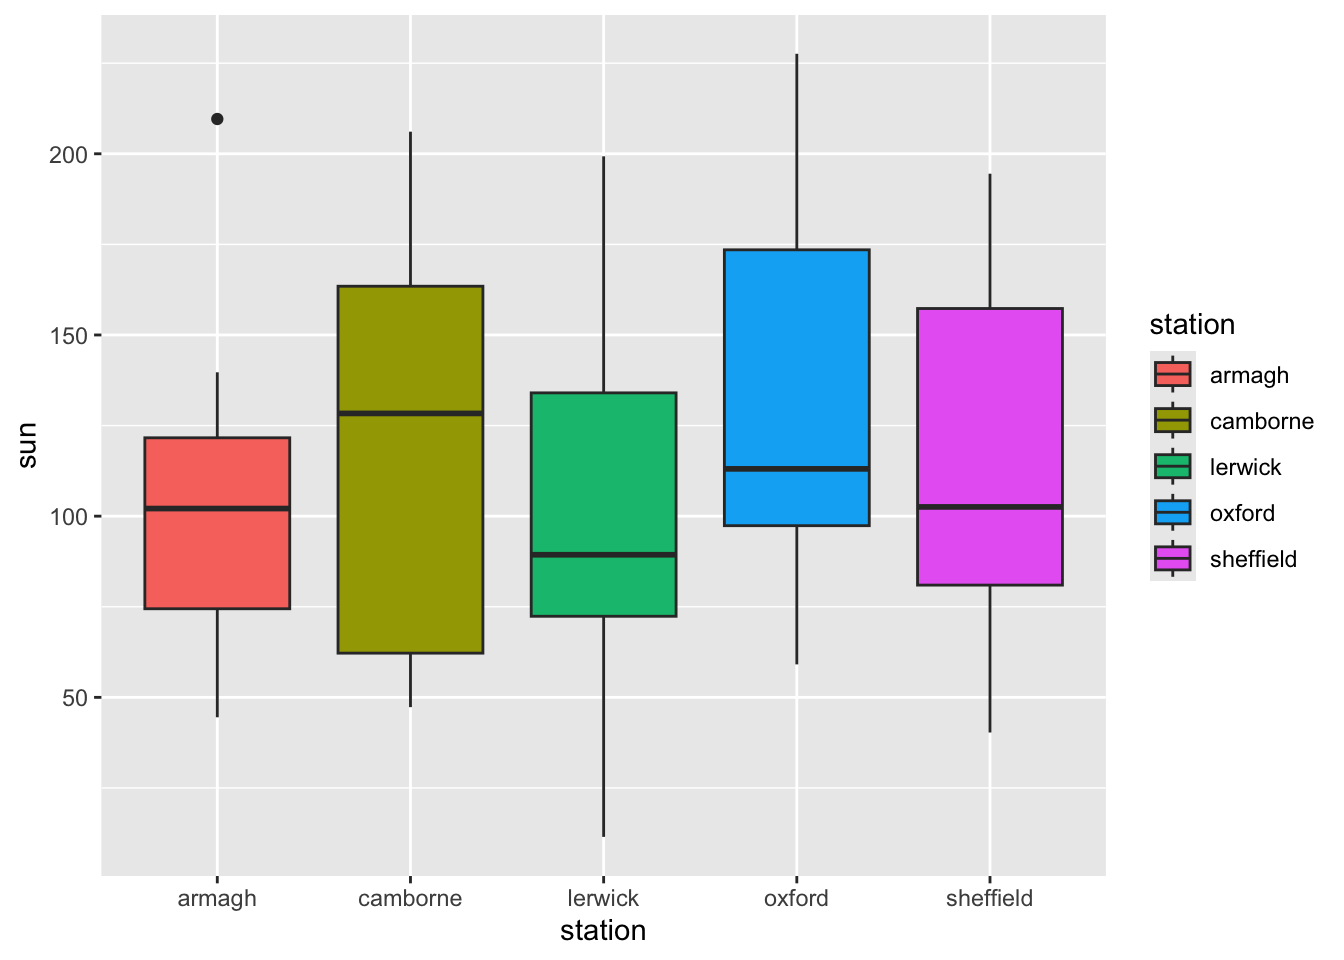 sun
200
150
100
50
armagh
camborne
lerwick
oxford
sheffield
station
station
armagh
camborne
lerwick
oxford
sheffield